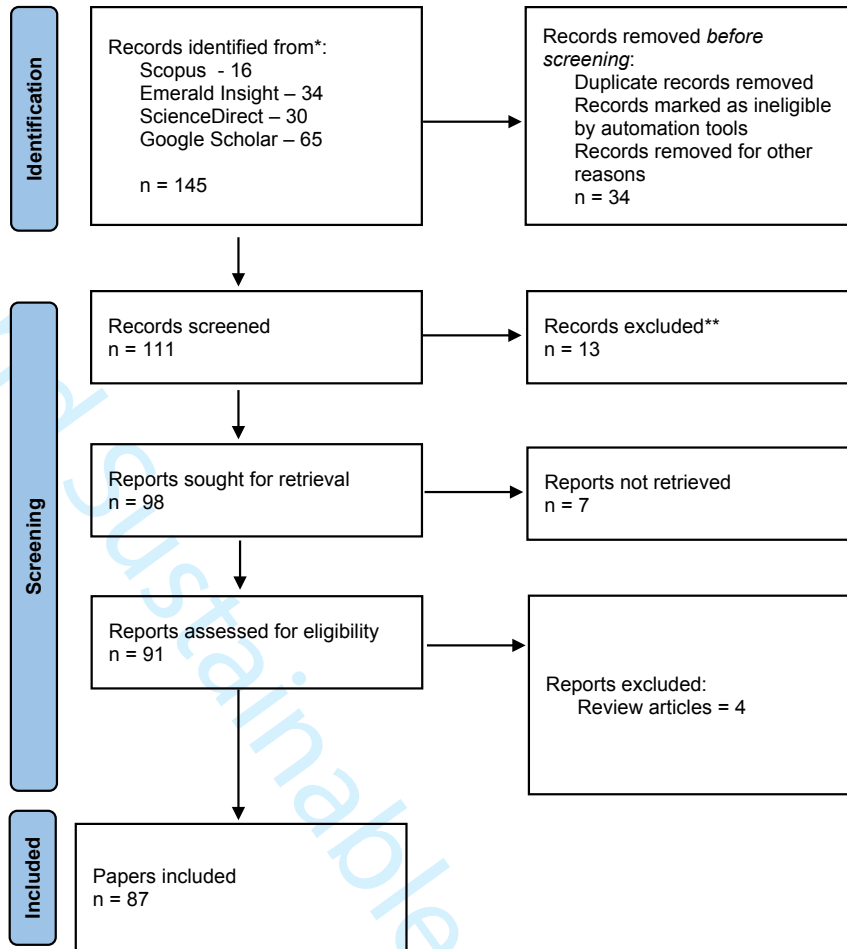 Identification
Records identified from*:
Scopus - 16
Emerald Insight – 34
ScienceDirect – 30
Google Scholar – 65
n = 145
Records removed before
screening:
Duplicate records removed
Records marked as ineligible
by automation tools
Records removed for other
reasons
n = 34
Screening
Records screened
n = 111
Records excluded**
n = 13
Reports sought for retrieval
n = 98
Reports not retrieved
n = 7
Reports assessed for eligibility
n = 91
Reports excluded:
Review articles = 4
Included
Papers included
n = 87
d Sustainable